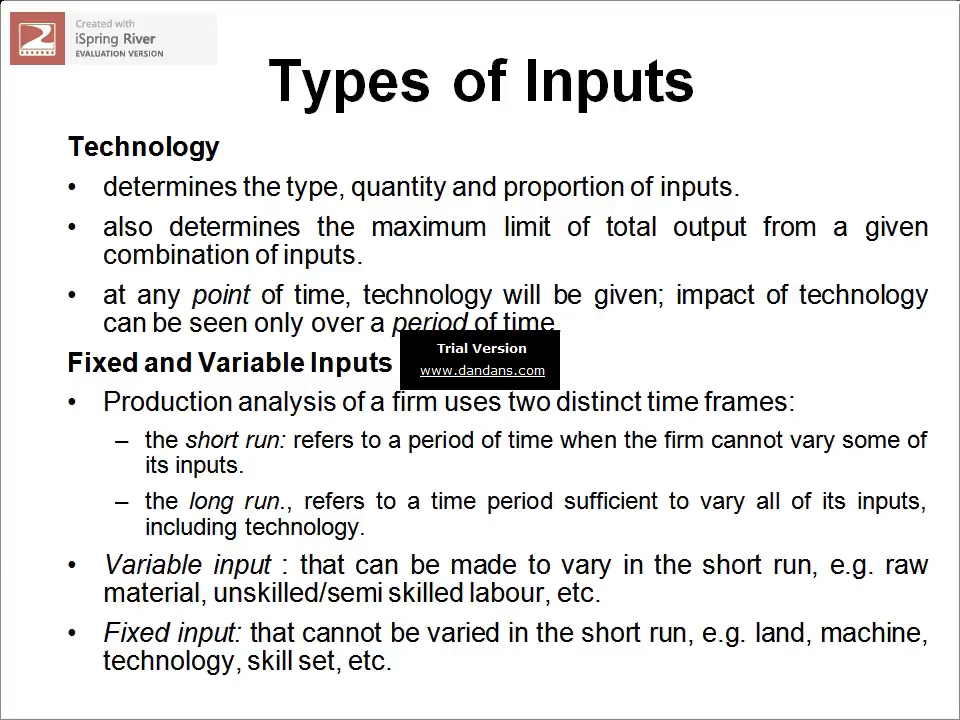 Created with
iSpring River
EVALUATION VERSION
Types of Inputs
Technology
• determines the type, quantity and proportion of inputs.
• also determines the maximum limit of total output from a given
combination of inputs.
• at any point of time, technology will be given; impact of technology
can be seen only over a period of time
Trial Version
www.dandans.com
Fixed and Variable Inputs
• Production analysis of a firm uses two distinct time frames:
– the short run: refers to a period of time when the firm cannot vary some of
its inputs.
– the long run., refers to a time period sufficient to vary all of its inputs,
including technology.
• Variable input : that can be made to vary in the short run, e.g. raw
material, unskilled/semi skilled labour, etc.
• Fixed input: that cannot be varied in the short run, e.g. land, machine,
technology, skill set, etc.